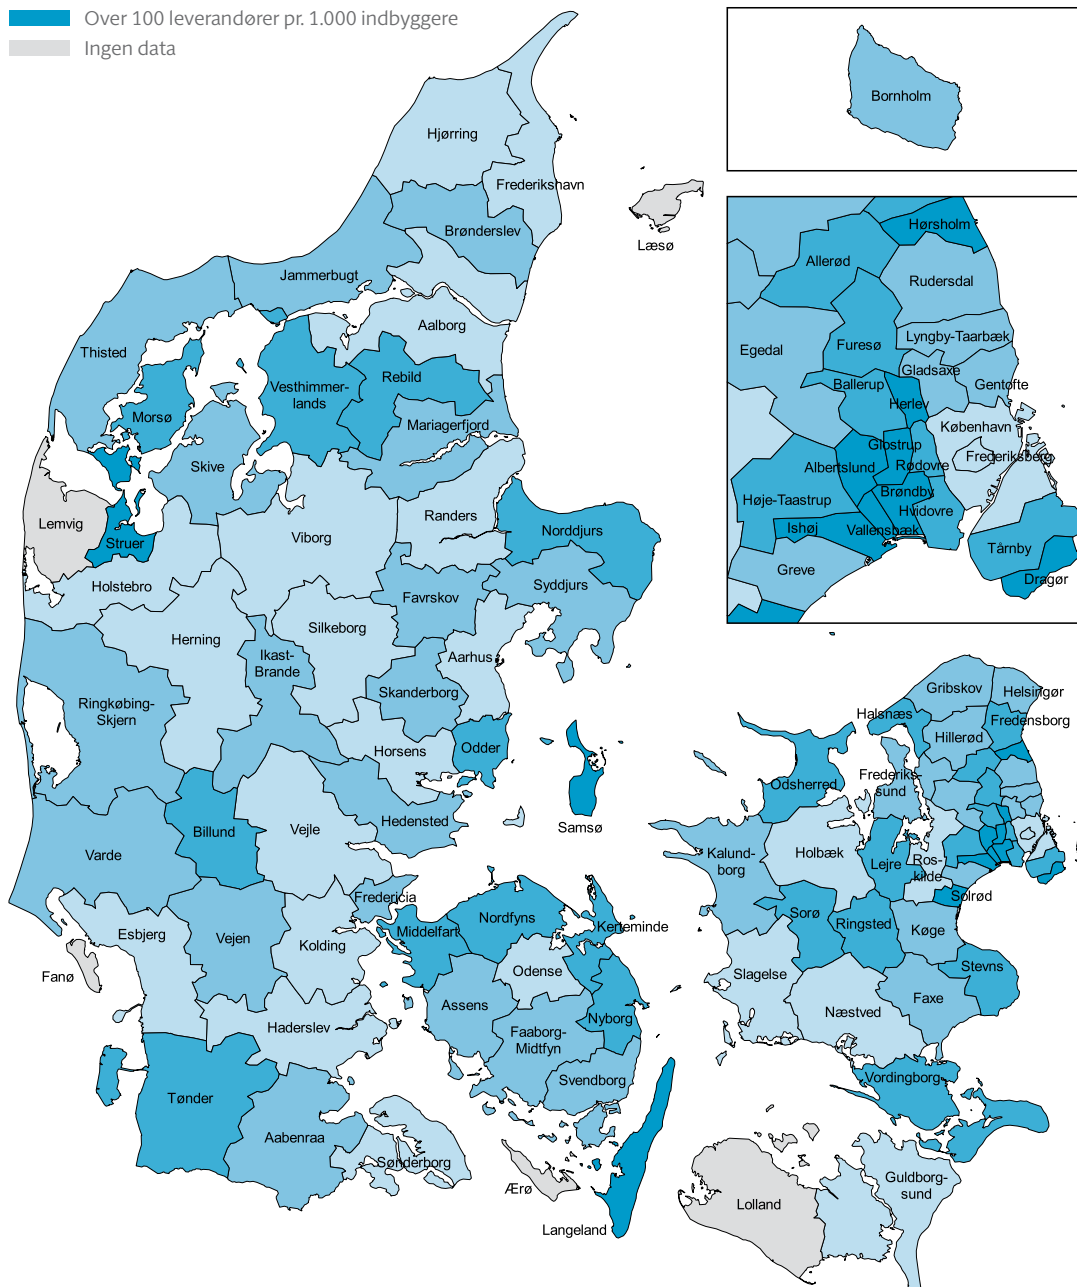 Over 100 leverandører pr. 1.000 indbyggere
Ingen data
Bornholm
Hjørring
Frederikshavn
Brønderslev
Læsø
Jammerbugt
Aalborg
Thisted
Vesthimmer-
lands
Rebild
Morsø
Mariagerfjord
Skive
Lemvig
Struer
Viborg
Randers
Norddjurs
Holstebro
Syddjurs
Favrskov
Herning
Silkeborg
Ikast-
Brande
Aarhus
Skanderborg
Ringkøbing-
Skjern
Horsens
Odder
Samsø
Billund
Vejle
Hedensted
Varde
Fredericia
Esbjerg
Vejen
Kolding
Fanø
Haderslev
Tønder
Aabenraa
Sønderborg
Middelfart
Nordfyns
Kerteminde
Odense
Assens
Nyborg
Faaborg-
Midtfyn
Svendborg
Ærø
Langeland
Hørsholm
Allerød
Rudersdal
Egedal
Furesø
Lyngby-Taarbæk
Gladsaxe
Gentofte
Ballerup
Herlev
København
Glostrup
Frederiksberg
Albertslund
Rødovre
Høje-Taastrup
Brøndby
Hvidovre
Ishøj
Vallensbæk
Tårnby
Greve
Dragør
Gribskov
Helsingør
Halsnæs
Fredensborg
Hillerød
Odsherred
Frederiks-
sund
Kalund-
borg
Holbæk
Lejre
Ros-
kilde
Solrød
Sorø
Ringsted
Køge
Slagelse
Stevns
Næstved
Faxe
Vordingborg
Lolland
Guldborg-
sund